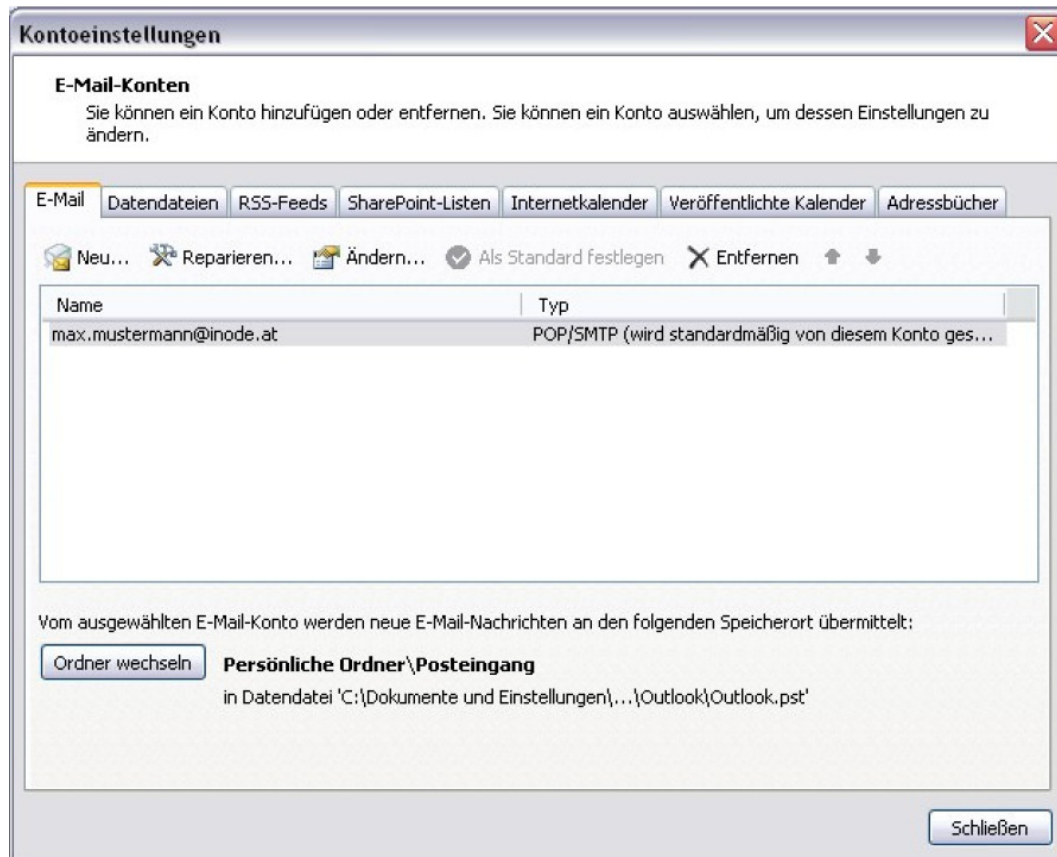 Kontoeinstellungen
E-Mail-Konten
Sie können ein Konto hinzufügen oder entfernen. Sie können ein Konto auswählen, um dessen Einstellungen zu
ändern.
E-Mail Datendateien RSS-Feeds SharePoint-Listen Internetkalender Veröffentlichte Kalender Adressbücher
Neu... Reparieren... Ändern... Als Standard festlegen Entfernen
Name Typ
max.mustermann@inode.at POP/SMTP (wird standardmäßig von diesem Konto ges...
Vom ausgewählten E-Mail-Konto werden neue E-Mail-Nachrichten an den folgenden Speicherort übermittelt:
Ordner wechseln Persönliche Ordner\Posteingang
in Datendatei 'C:\Dokumente und Einstellungen\...\Outlook\Outlook.pst'
Schließen